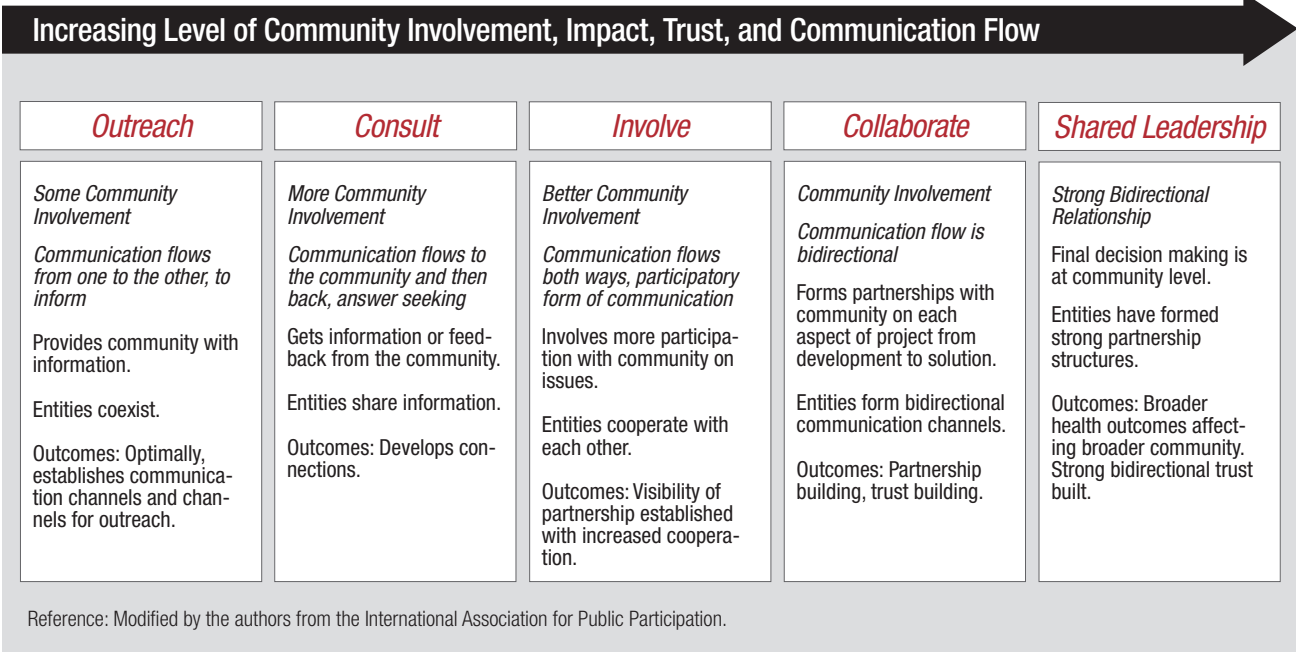 Increasing Level of Community Involvement, Impact, Trust, and Communication Flow
Outreach
Some Community
Involvement
Communication flows
from one to the other, to
inform
Provides community with
information.
Entities coexist.
Outcomes: Optimally,
establishes communica-
tion channels and chan-
nels for outreach.
Consult
More Community
Involvement
Communication flows to
the community and then
back, answer seeking
Gets information or feed-
back from the community.
Entities share information.
Outcomes: Develops con-
nections.
Involve
Better Community
Involvement
Communication flows
both ways, participatory
form of communication
Involves more participa-
tion with community on
issues.
Entities cooperate with
each other.
Outcomes: Visibility of
partnership established
with increased coopera-
tion.
Collaborate
Community Involvement
Communication flow is
bidirectional
Forms partnerships with
community on each
aspect of project from
development to solution.
Entities form bidirectional
communication channels.
Outcomes: Partnership
building, trust building.
Shared Leadership
Strong Bidirectional
Relationship
Final decision making is
at community level.
Entities have formed
strong partnership
structures.
Outcomes: Broader
health outcomes affect-
ing broader community.
Strong bidirectional trust
built.
Reference: Modified by the authors from the International Association for Public Participation.